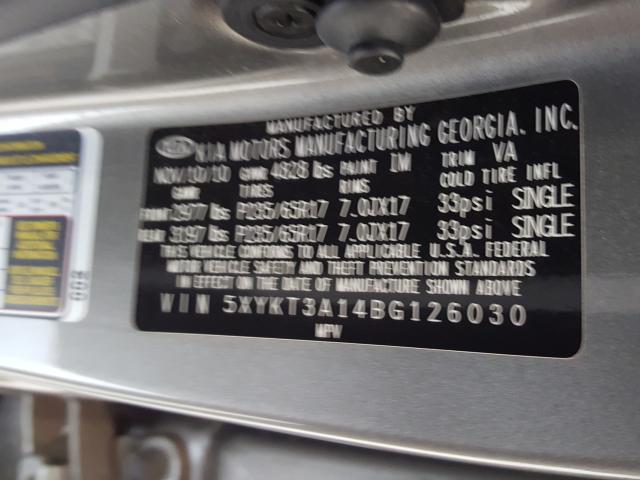 MANUFACTURED BY
KIA KIA MOTORS MANUFACTURING GEORGIA. INC.
NOV/10/10 GVWR 4828 lbs PAINT IM TRIM VA
GAWR TIRES RIMS COLD TIRE INFL
FRONT P235/65R17 7.0JX17 33psi SINGLE
REAR 3197 lbs P235/65R17 7.0JX17 33psi SINGLE
THIS VEHICLE CONFORMS TO ALL APPLICABLE U.S.A. FEDERAL
MOTOR VEHICLE SAFETY AND THEFT PREVENTION STANDARDS
IN EFFECT ON THE DATE OF MANUFACTURE SHOWN ABOVE
VIN 5XYKT3A14BG126030
MPV